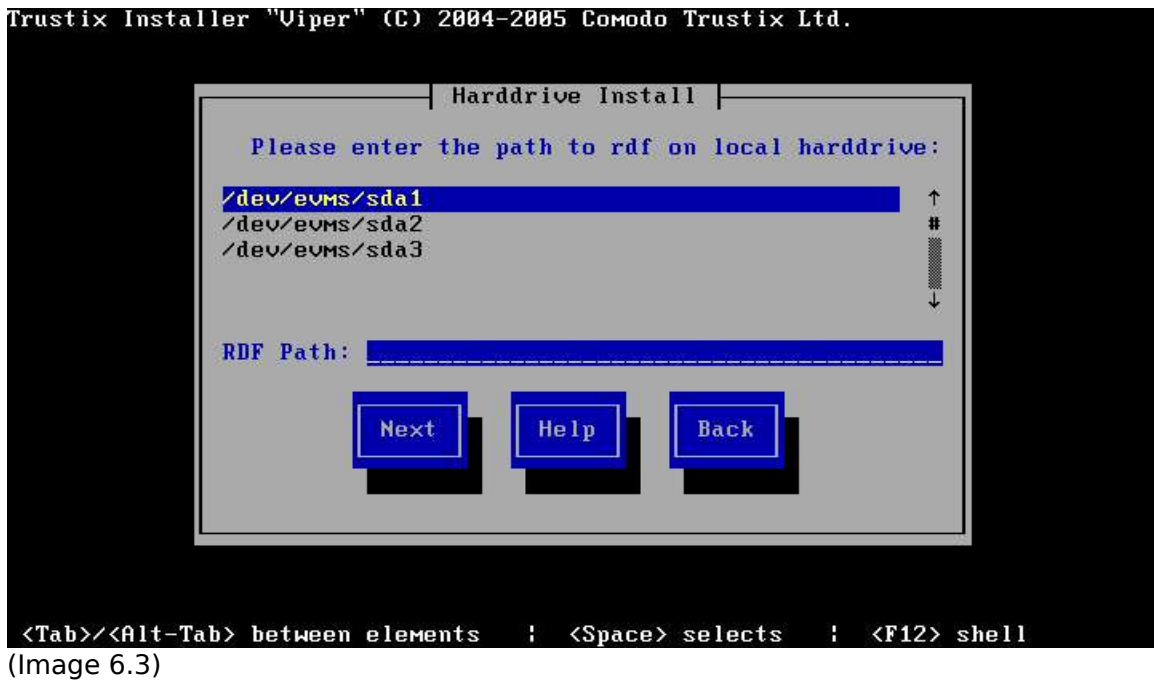 Trustix Installer "Viper" (C) 2004-2005 Comodo Trustix Ltd.
Harddrive Install
Please enter the path to rdf on local harddrive:
/dev/evms/sda1
/dev/evms/sda2
/dev/evms/sda3
RDF Path:
Next Help Back
<Tab>/<Alt-Tab> between elements ¦ <Space> selects ¦ <F12> shell
(Image 6.3)